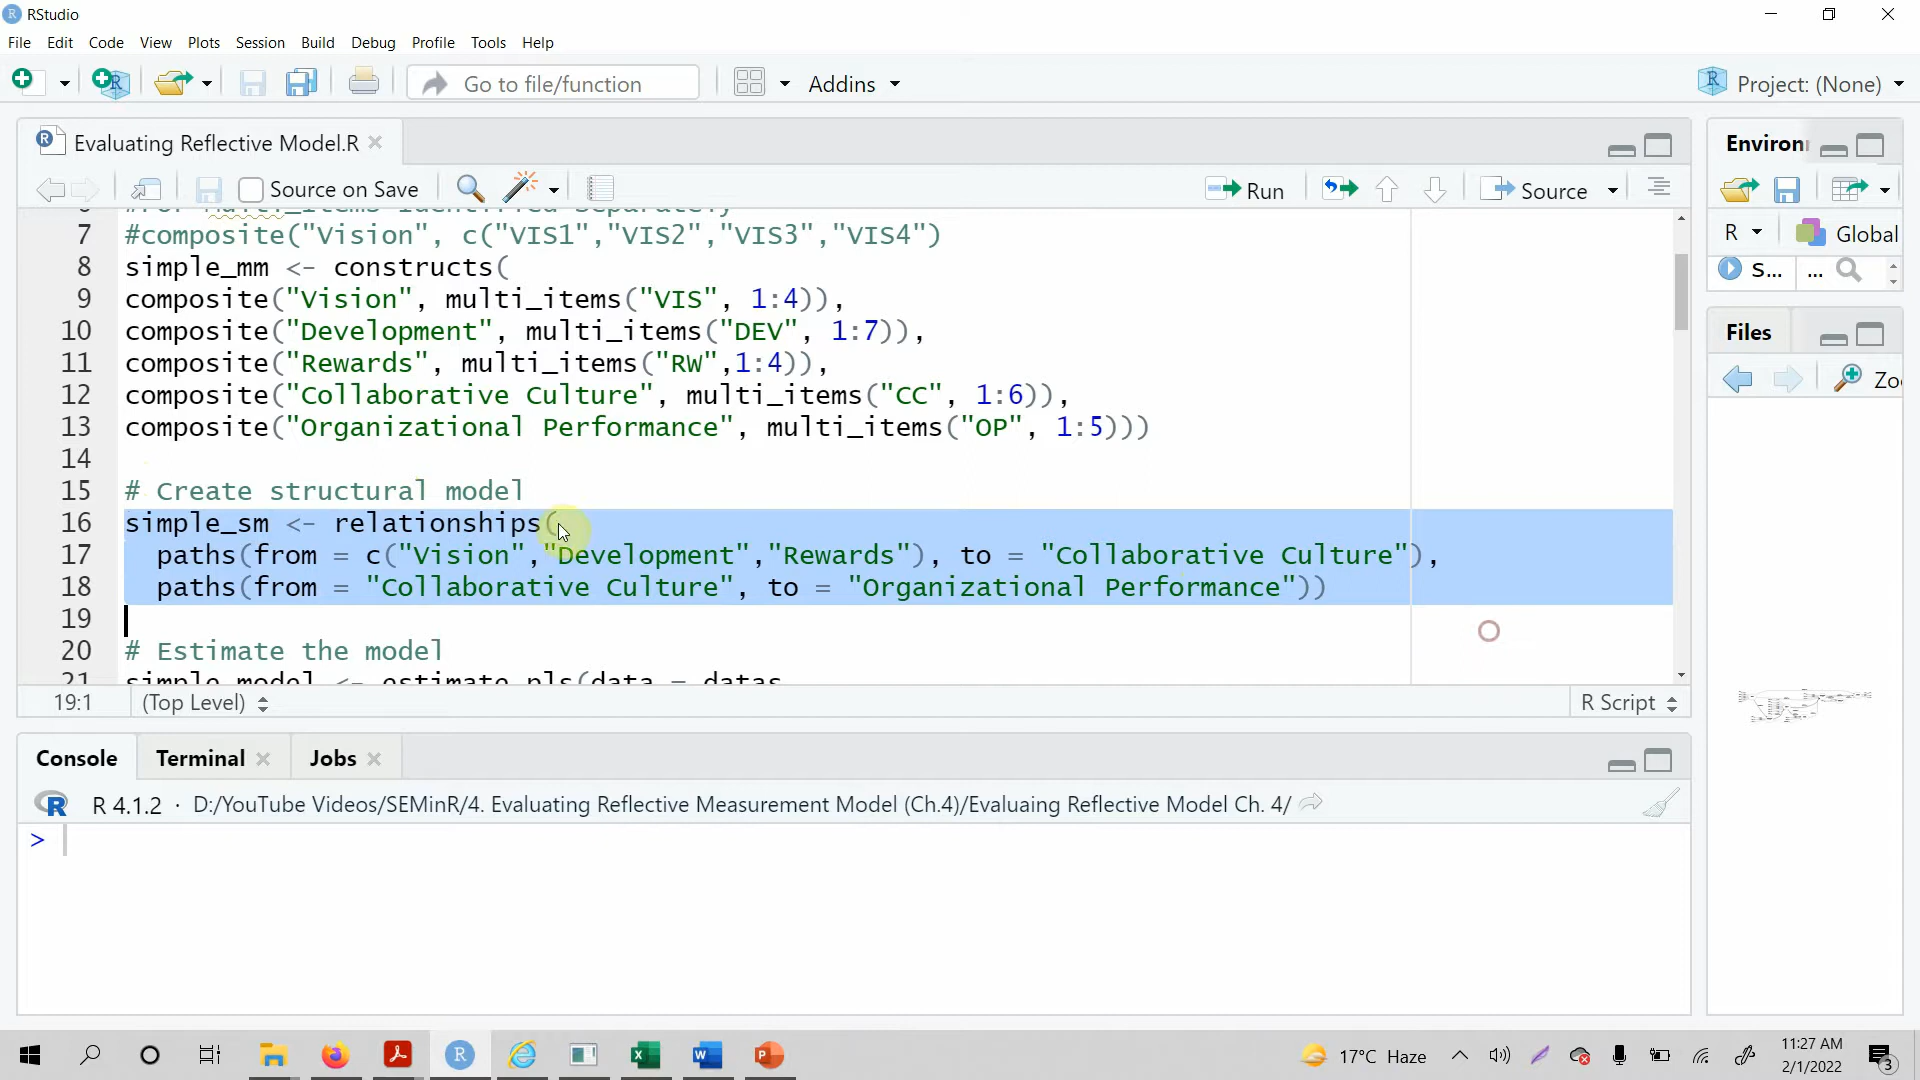 RStudio
File Edit Code View Plots Session Build Debug Profile Tools Help
Go to file/function
Addins
Project: (None)
Evaluating Reflective Model.R
Source on Save
Run
Source
7 #composite("Vision", c("VIS1","VIS2","VIS3","VIS4")
8 simple_mm <- constructs(
9 composite("Vision", multi_items("VIS", 1:4)),
10 composite("Development", multi_items("DEV", 1:7)),
11 composite("Rewards", multi_items("RW",1:4)),
12 composite("Collaborative Culture", multi_items("CC", 1:6)),
13 composite("Organizational Performance", multi_items("OP", 1:5)))
14
15 # Create structural model
16 simple_sm <- relationships(
17 paths(from = c("Vision","Development","Rewards"), to = "Collaborative Culture"),
18 paths(from = "Collaborative Culture", to = "Organizational Performance"))
19
20 # Estimate the model
21 simple_model <- estimate_pls(data = datas,
19:1 (Top Level) R Script
Console Terminal Jobs
R 4.1.2 · D:/YouTube Videos/SEMinR/4. Evaluating Reflective Measurement Model (Ch.4)/Evaluaing Reflective Model Ch. 4/
>
Environ
R Global
S... ...
Files
Zo
17°C Haze
11:27 AM
2/1/2022
3